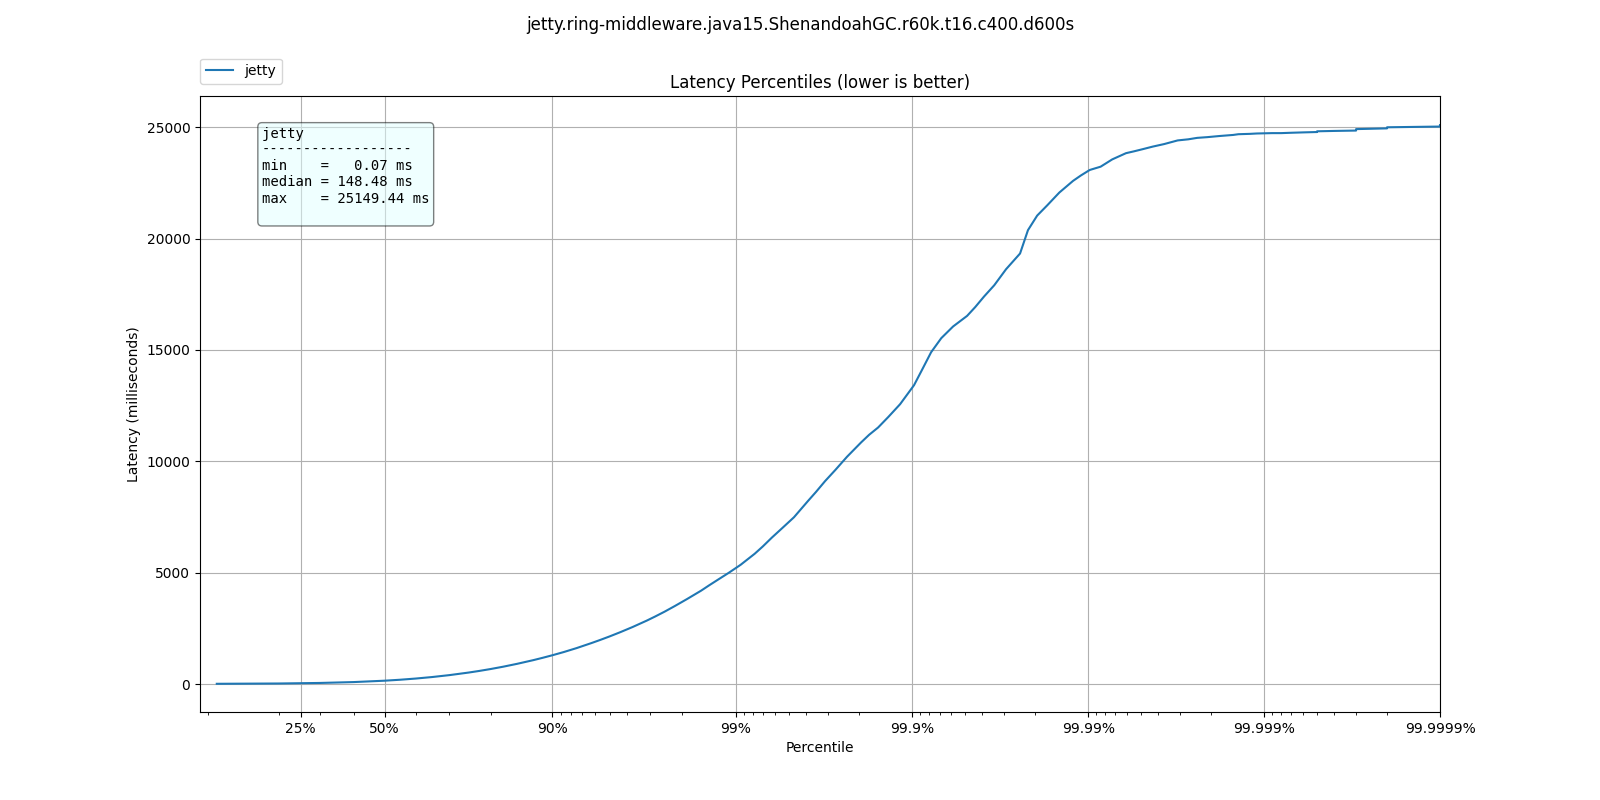 jetty.ring-middleware.java15.ShenandoahGC.r60k.t16.c400.d600s
jetty
Latency Percentiles (lower is better)
25000
20000
15000
10000
5000
0
Latency (milliseconds)
jetty
------------------
min    =   0.07 ms
median = 148.48 ms
max    = 25149.44 ms
25% 50% 90% 99% 99.9% 99.99% 99.999% 99.9999%
Percentile